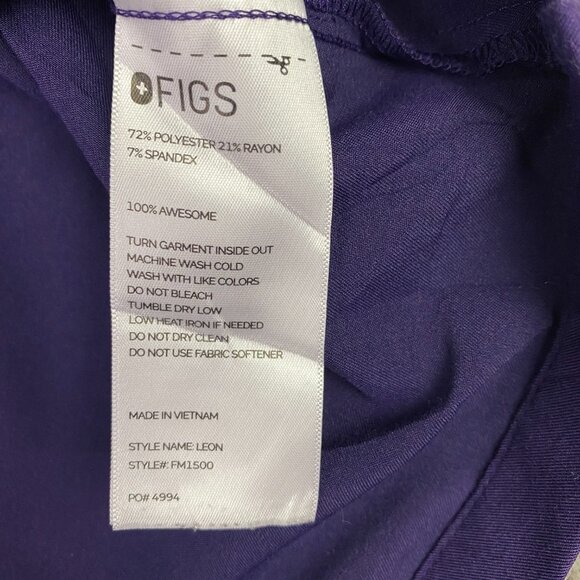 FIGS
72% POLYESTER 21% RAYON
7% SPANDEX
100% AWESOME
TURN GARMENT INSIDE OUT
MACHINE WASH COLD
WASH WITH LIKE COLORS
DO NOT BLEACH
TUMBLE DRY LOW
LOW HEAT IRON IF NEEDED
DO NOT DRY CLEAN
DO NOT USE FABRIC SOFTENER
MADE IN VIETNAM
STYLE NAME: LEON
STYLE#: FM1500
PO# 4994